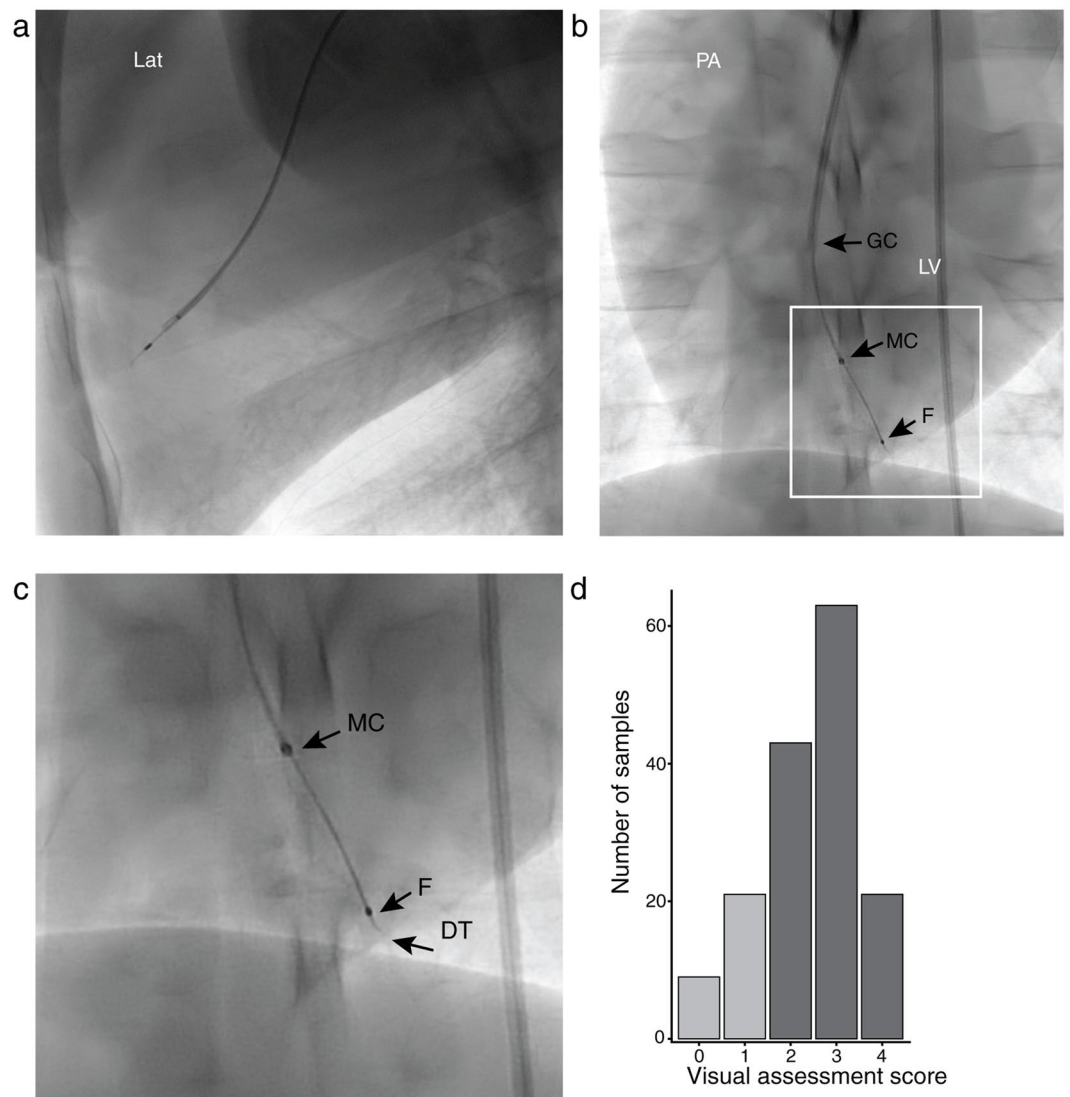 a
Lat
b
PA
GC
LV
MC
F
c
MC
F
DT
d
Number of samples
60
40
20
0
0 1 2 3 4
Visual assessment score